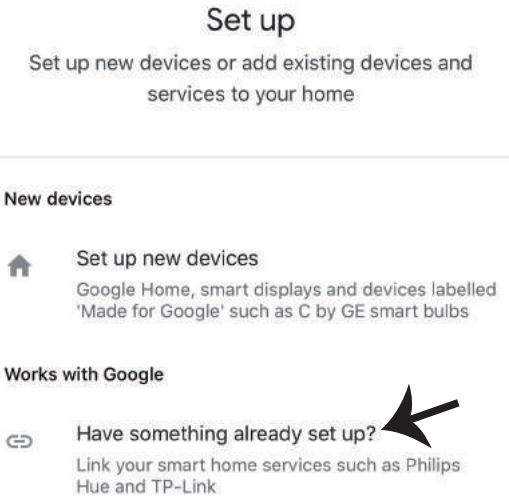 Set up
Set up new devices or add existing devices and
services to your home
New devices
Set up new devices
Google Home, smart displays and devices labelled
'Made for Google' such as C by GE smart bulbs
Works with Google
Have something already set up?
Link your smart home services such as Philips
Hue and TP-Link